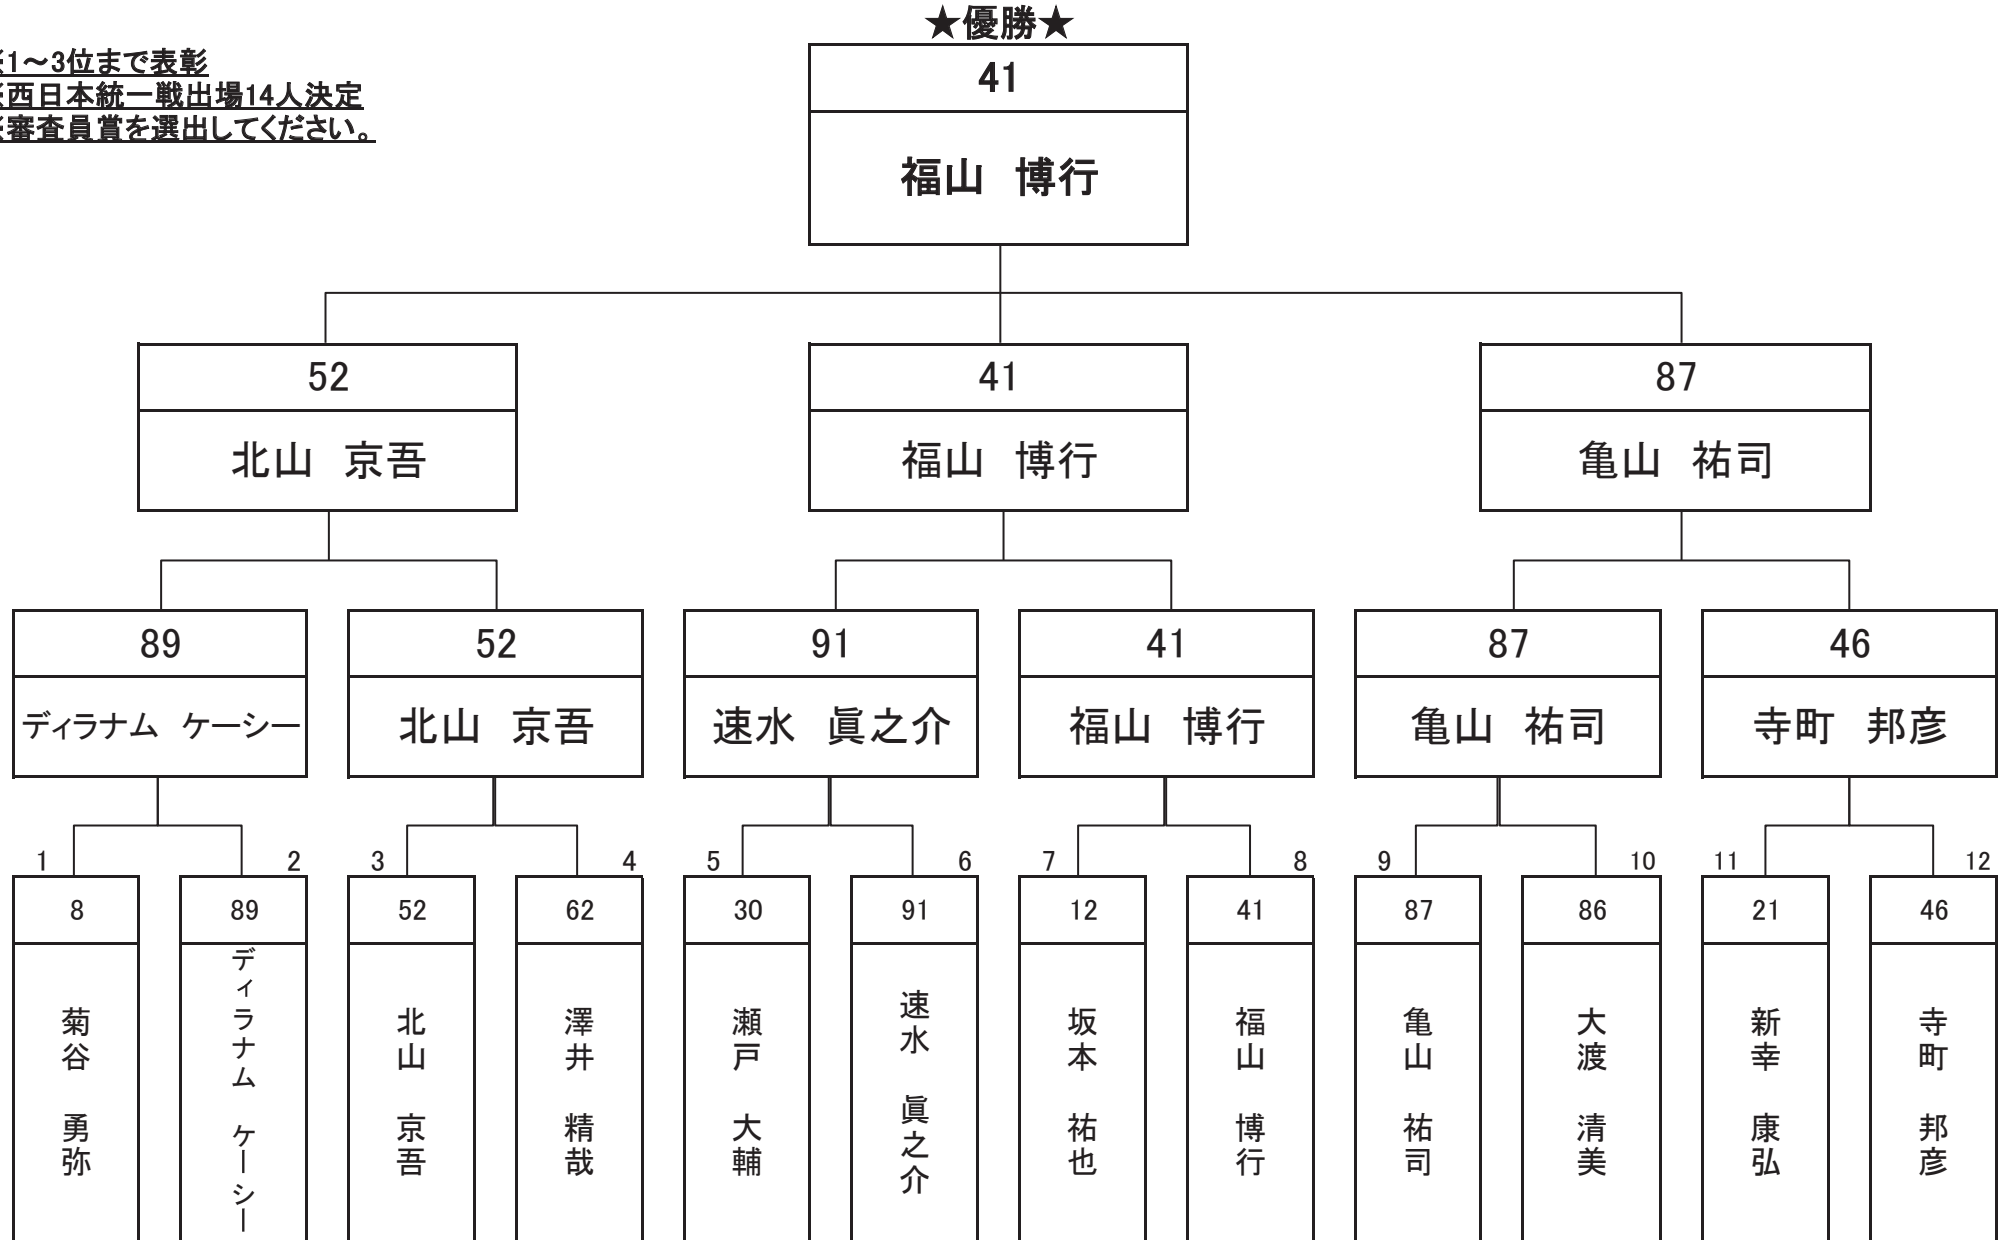 ★優勝★
※1～3位まで表彰
※西日本統一戦出場14人決定
※審査員賞を選出してください。
41
福山　博行
52
41
87
北山　京吾
福山　博行
亀山　祐司
89
52
91
41
87
46
ディラナム　ケーシー
北山　京吾
速水　眞之介
福山　博行
亀山　祐司
寺町　邦彦
1
2
3
4
5
6
7
8
9
10
11
12
8
89
52
62
30
91
12
41
87
86
21
46
菊谷　勇弥
ディラナム　ケーシー
北山　京吾
澤井　精哉
瀬戸　大輔
速水　眞之介
坂本　祐也
福山　博行
亀山　祐司
大渡　清美
新幸　康弘
寺町　邦彦